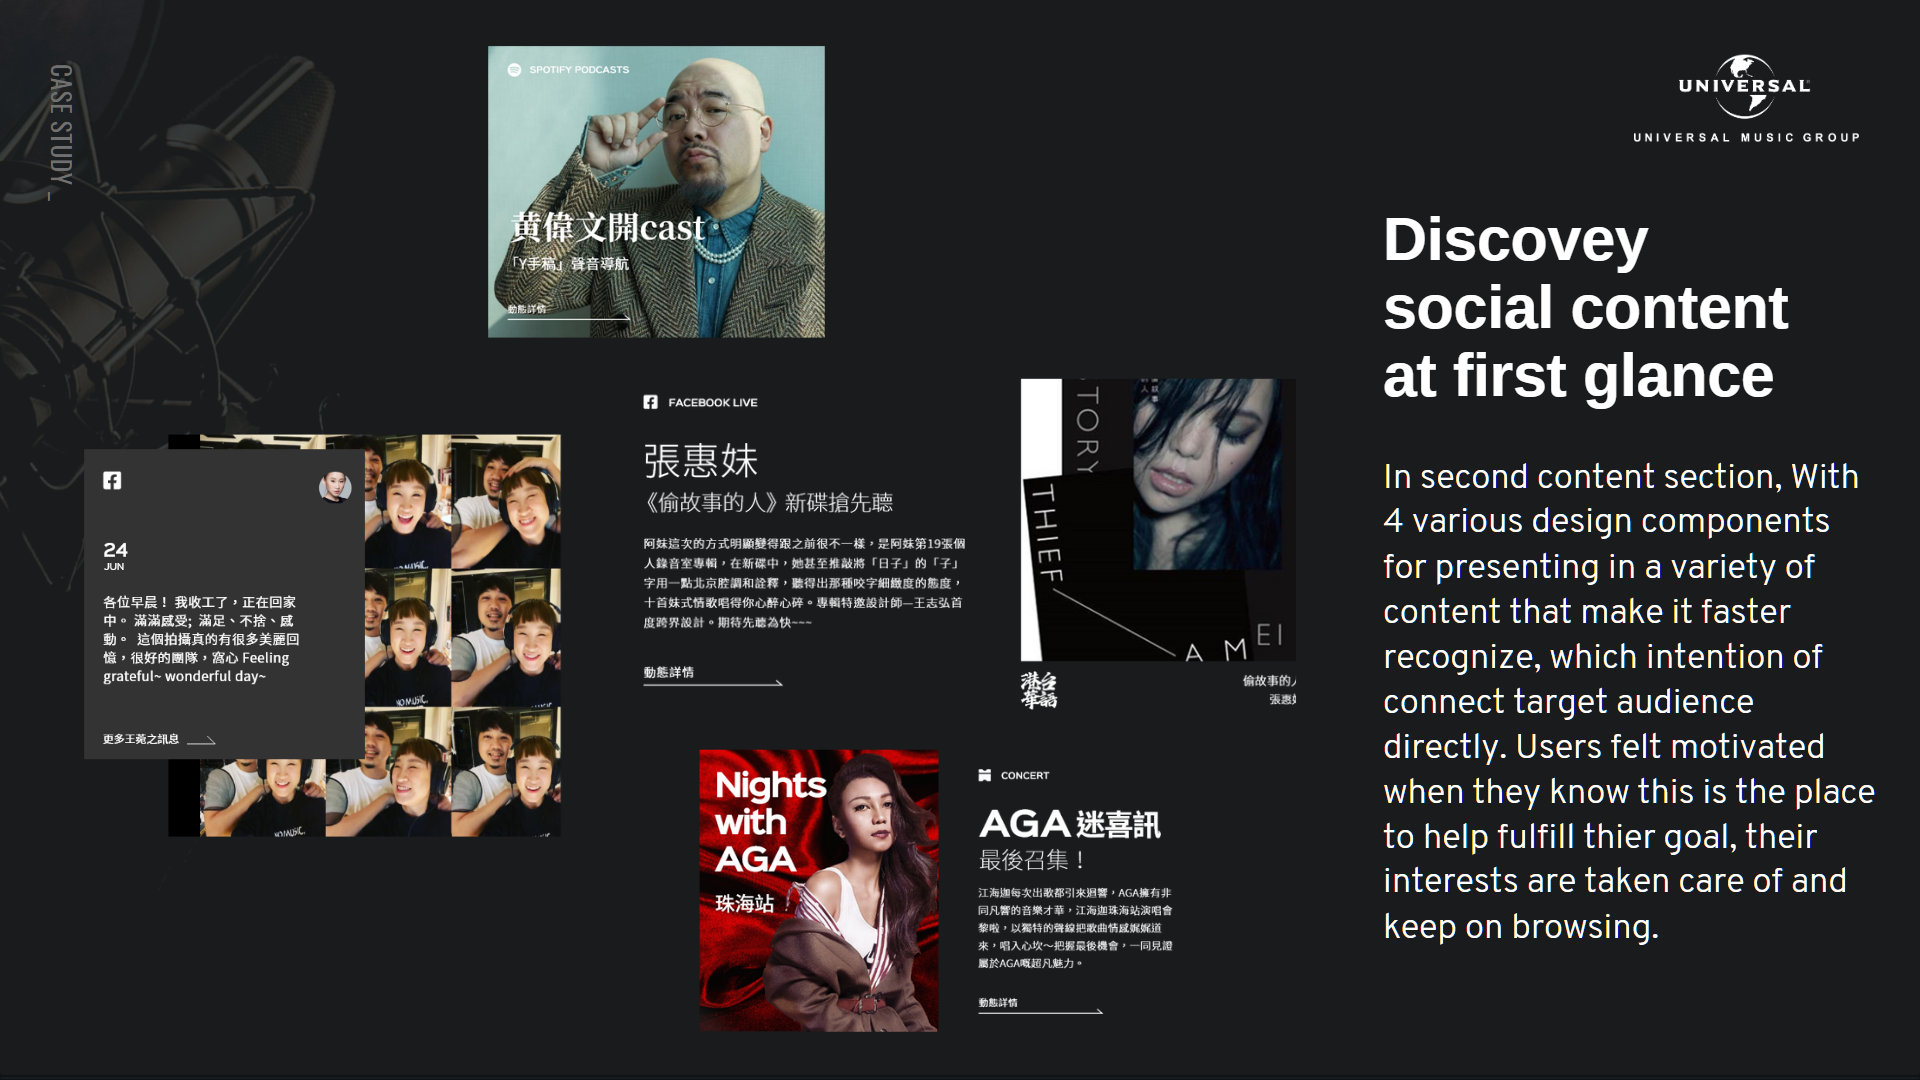 CASE STUDY –
SPOTIFY PODCASTS
黃偉文開cast
「Y手稿」聲音導航
動態詳情
24
JUN
各位早晨！ 我收工了，正在回家
中。 滿滿感受; 滿足、不捨、感
動。 這個拍攝真的有很多美麗回
憶，很好的團隊，窩心 Feeling
grateful~ wonderful day~
更多王菀之訊息
NO MUSIC.
NO MUSIC.
FACEBOOK LIVE
張惠妹
《偷故事的人》新碟搶先聽
阿妹這次的方式明顯變得跟之前很不一樣，是阿妹第19張個
人錄音室專輯，在新碟中，她甚至推敲將「日子」的「子」
字用一點北京腔調和詮釋，聽得出那種咬字細緻度的態度，
十首妹式情歌唱得你心醉心碎。專輯特邀設計師—王志弘首
度跨界設計。期待先聽為快~~~
動態詳情
STORY
THIEF
A MEI
港台
華語
偷故事的人
張惠妹
Nights
with
AGA
珠海站
CONCERT
AGA 迷喜訊
最後召集！
江海迦每次出歌都引來迴響，AGA擁有非
同凡響的音樂才華，江海迦珠海站演唱會
黎啦，以獨特的聲線把歌曲情感娓娓道
來，唱入心坎～把握最後機會，一同見證
屬於AGA嘅超凡魅力。
動態詳情
UNIVERSAL
UNIVERSAL MUSIC GROUP
Discovey
social content
at first glance
In second content section, With
4 various design components
for presenting in a variety of
content that make it faster
recognize, which intention of
connect target audience
directly. Users felt motivated
when they know this is the place
to help fulfill thier goal, their
interests are taken care of and
keep on browsing.